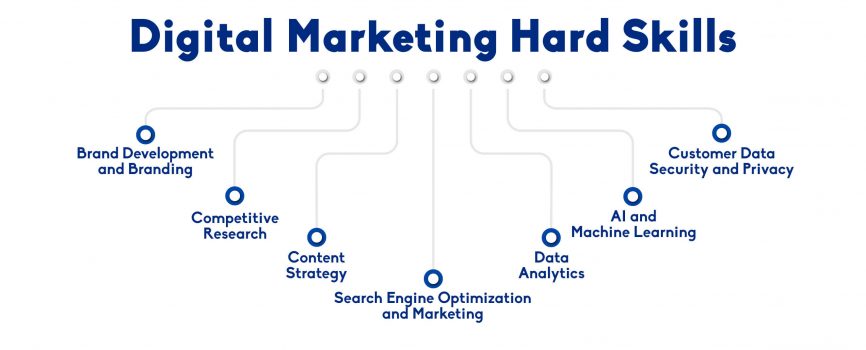 Digital Marketing Hard Skills
Brand Development
and Branding
Competitive
Research
Content
Strategy
Search Engine Optimization
and Marketing
Data
Analytics
AI and
Machine Learning
Customer Data
Security and Privacy